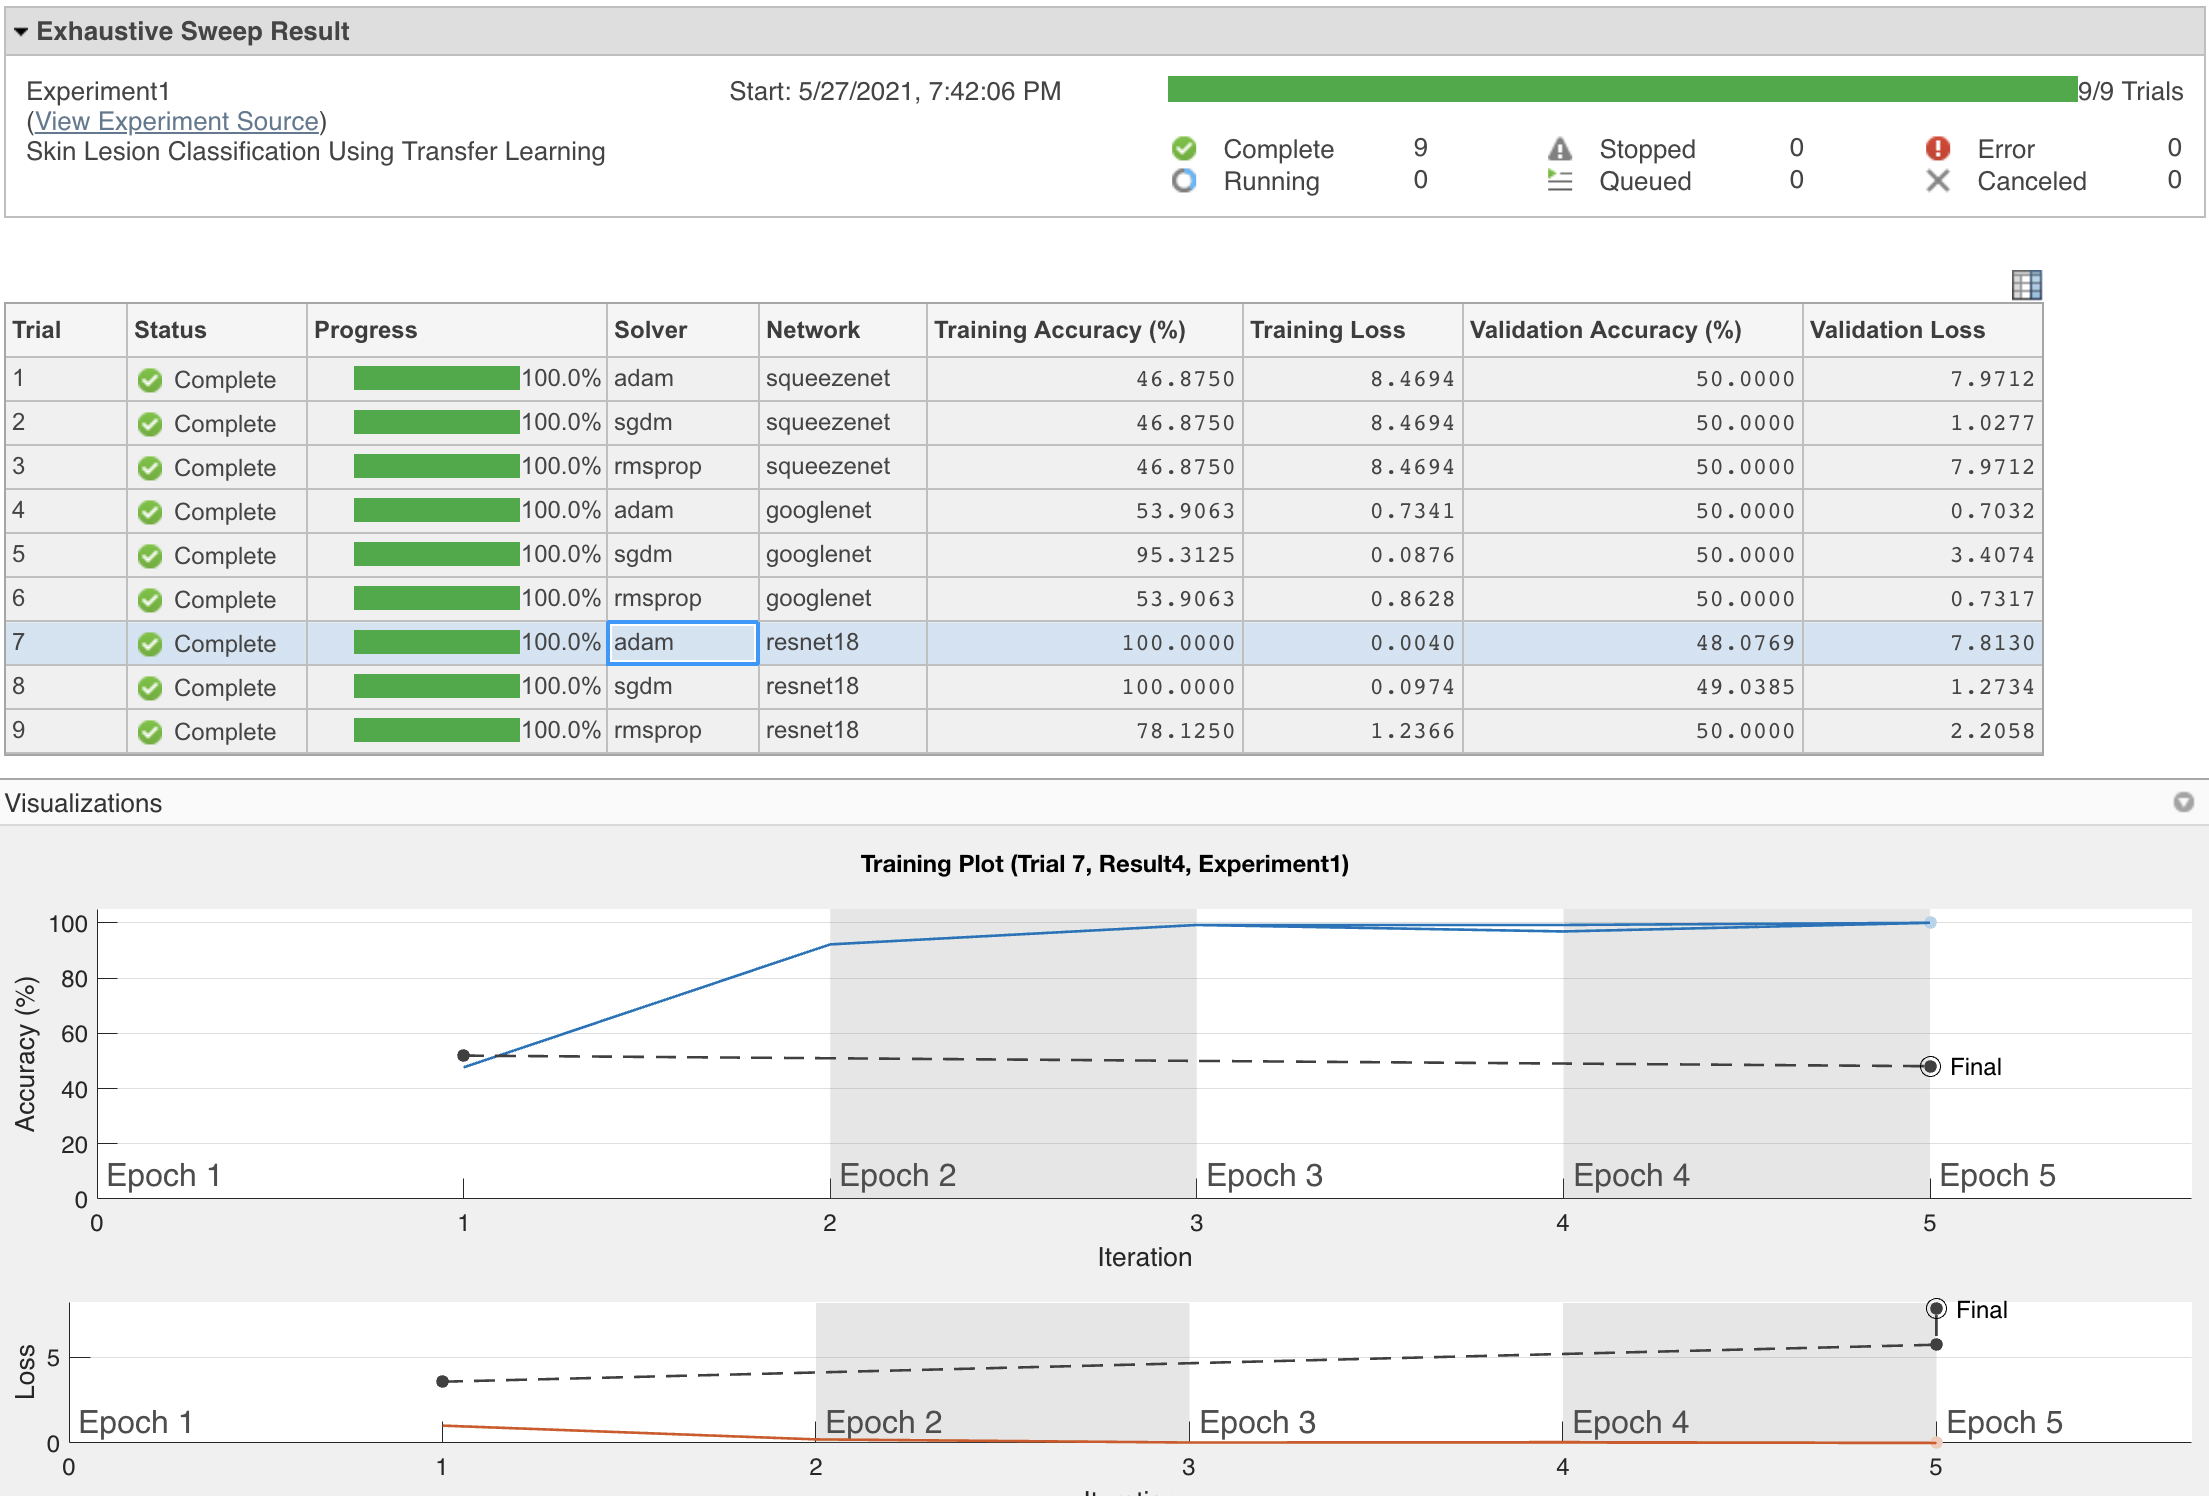 Exhaustive Sweep Result
Experiment1
(View Experiment Source)
Skin Lesion Classification Using Transfer Learning
Start: 5/27/2021, 7:42:06 PM
9/9 Trials
Complete 9 Stopped 0 Error 0
Running 0 Queued 0 Canceled 0
Trial Status Progress Solver Network Training Accuracy (%) Training Loss Validation Accuracy (%) Validation Loss
1 Complete 100.0% adam squeezenet 46.8750 8.4694 50.0000 7.9712
2 Complete 100.0% sgdm squeezenet 46.8750 8.4694 50.0000 1.0277
3 Complete 100.0% rmsprop squeezenet 46.8750 8.4694 50.0000 7.9712
4 Complete 100.0% adam googlenet 53.9063 0.7341 50.0000 0.7032
5 Complete 100.0% sgdm googlenet 95.3125 0.0876 50.0000 3.4074
6 Complete 100.0% rmsprop googlenet 53.9063 0.8628 50.0000 0.7317
7 Complete 100.0% adam resnet18 100.0000 0.0040 48.0769 7.8130
8 Complete 100.0% sgdm resnet18 100.0000 0.0974 49.0385 1.2734
9 Complete 100.0% rmsprop resnet18 78.1250 1.2366 50.0000 2.2058
Visualizations
Training Plot (Trial 7, Result4, Experiment1)
Accuracy (%)
100
80
60
40
20
0
Final
Epoch 1 Epoch 2 Epoch 3 Epoch 4 Epoch 5
0 1 2 3 4 5
Iteration
Loss
5
0
Final
Epoch 1 Epoch 2 Epoch 3 Epoch 4 Epoch 5
0 1 2 3 4 5